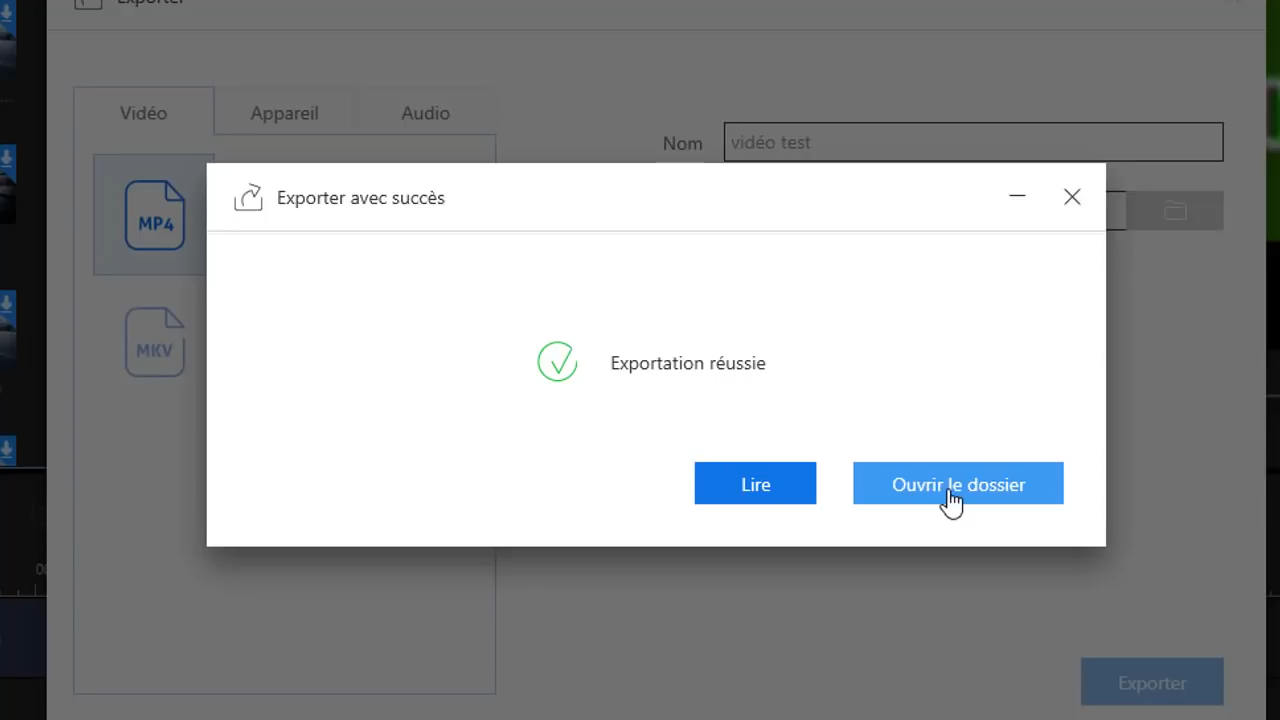 Exporter
Vidéo
Appareil
Audio
Nom
vidéo test
MP4
MKV
Exporter avec succès
Exportation réussie
Lire
Ouvrir le dossier
Exporter